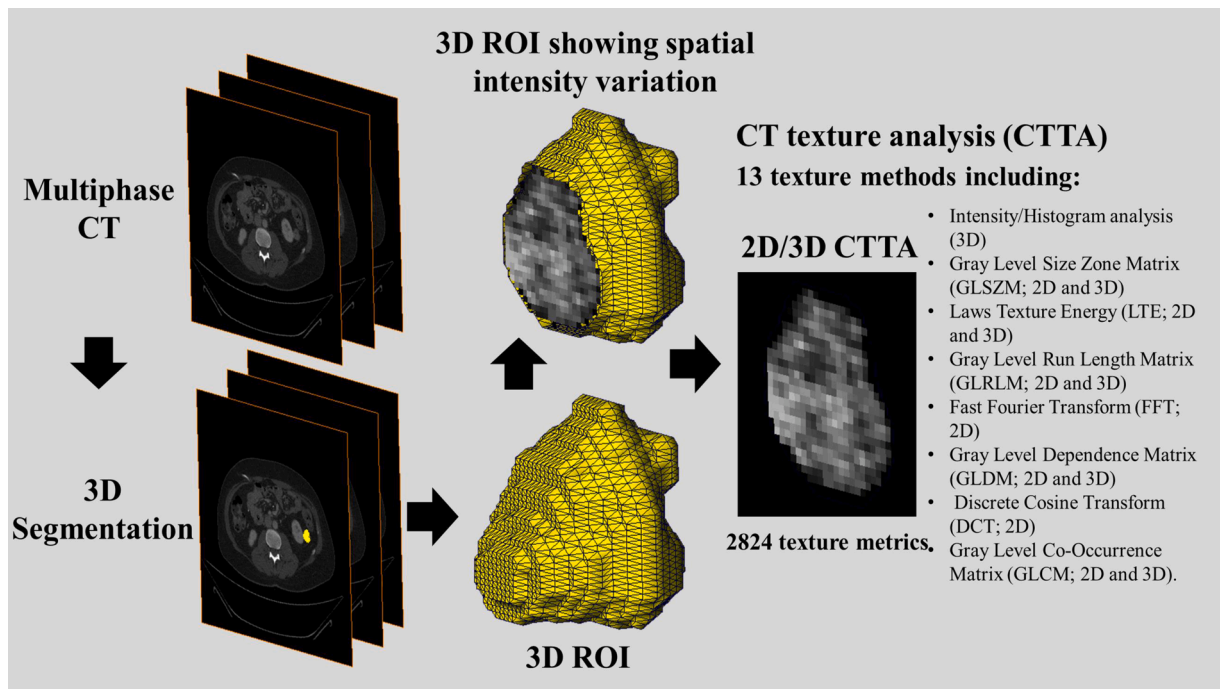 Multiphase
CT
3D
Segmentation
3D ROI showing spatial
intensity variation
3D ROI
CT texture analysis (CTTA)
13 texture methods including:
2D/3D CTTA
2824 texture metrics.
• Intensity/Histogram analysis
(3D)
• Gray Level Size Zone Matrix
(GLSZM; 2D and 3D)
• Laws Texture Energy (LTE; 2D
and 3D)
• Gray Level Run Length Matrix
(GLRLM; 2D and 3D)
• Fast Fourier Transform (FFT;
2D)
• Gray Level Dependence Matrix
(GLDM; 2D and 3D)
• Discrete Cosine Transform
(DCT; 2D)
• Gray Level Co-Occurrence
Matrix (GLCM; 2D and 3D).